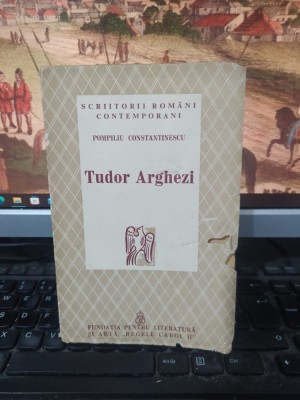 SCRIITORII ROMÂNI
CONTEMPORANI
POMPILIU CONSTANTINESCU
Tudor Arghezi
FUNDAȚIA PENTRU LITERATURĂ
ȘI ARTĂ „REGELE CAROL II"